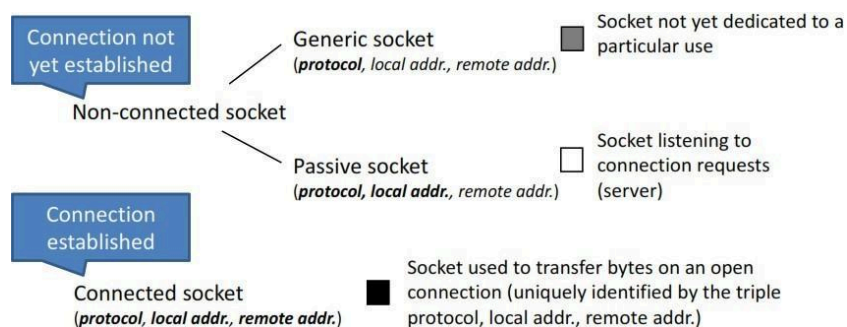 Connection not
yet established
Generic socket
(protocol, local addr., remote addr.)
Socket not yet dedicated to a
particular use
Non-connected socket
Passive socket
(protocol, local addr., remote addr.)
Socket listening to
connection requests
(server)
Connection
established
Connected socket
(protocol, local addr., remote addr.)
Socket used to transfer bytes on an open
connection (uniquely identified by the triple
protocol, local addr., remote addr.)